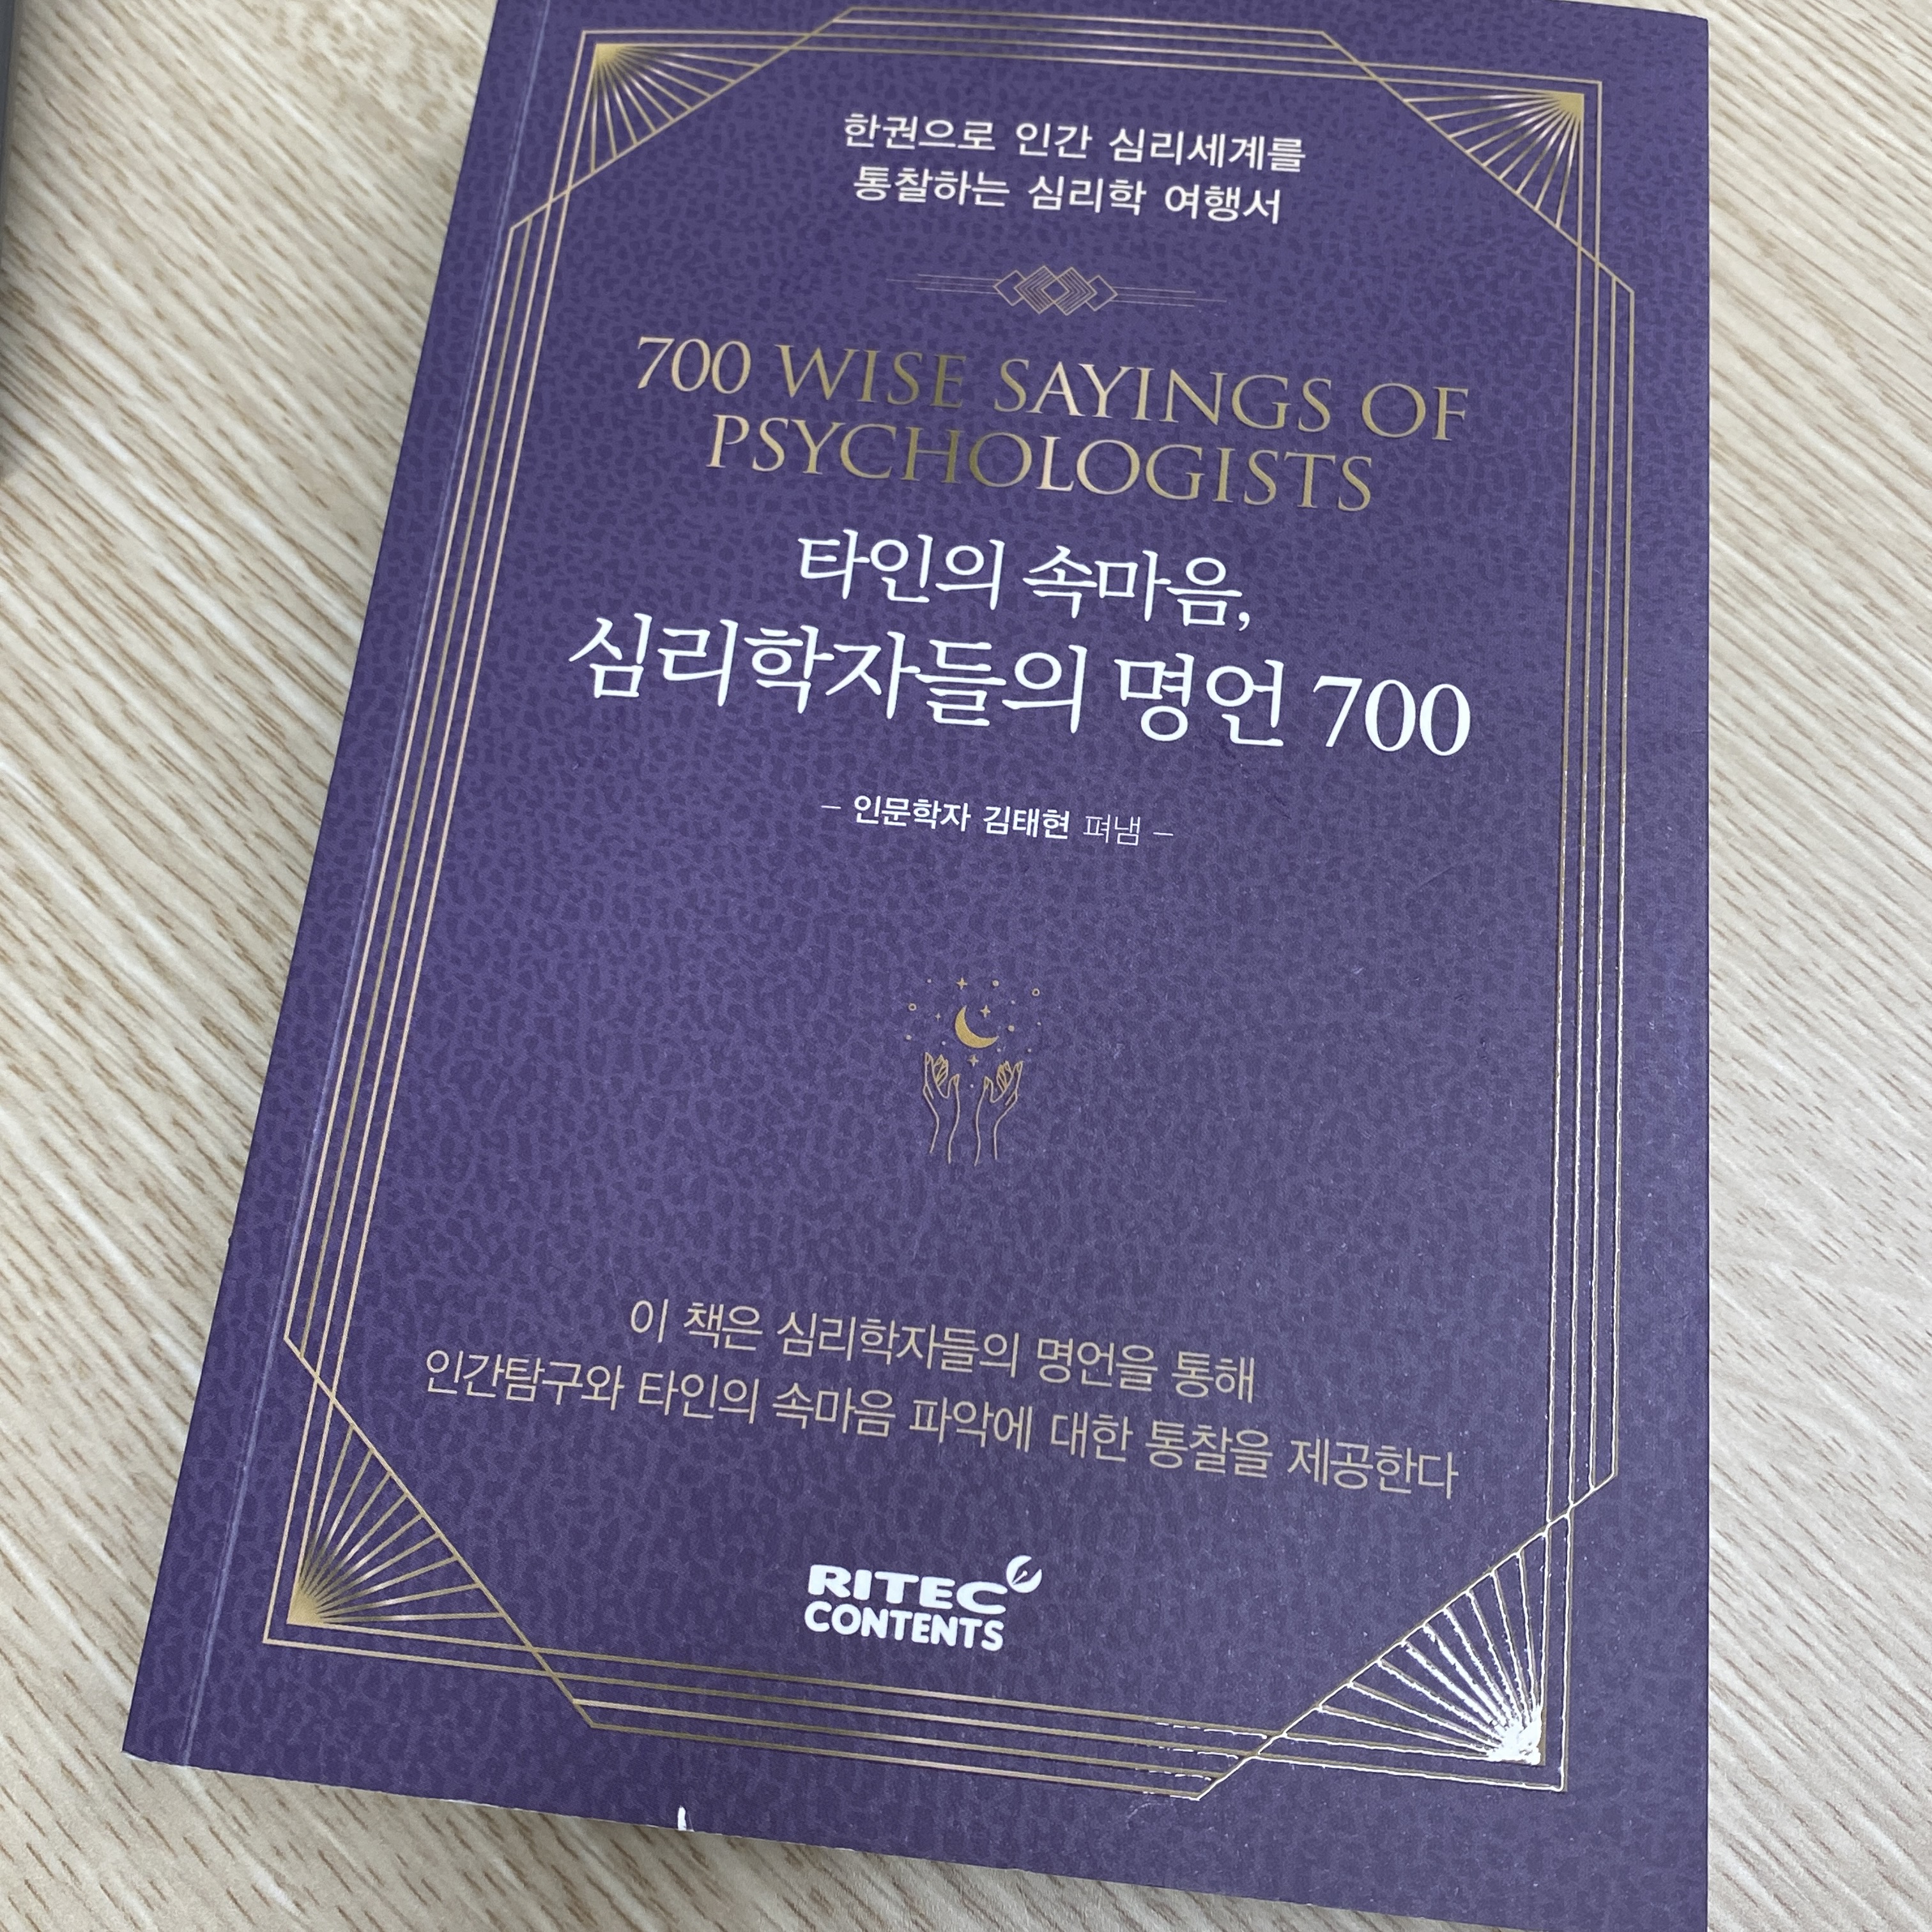 한권으로 인간 심리세계를
통찰하는 심리학 여행서
700 WISE SAYINGS OF
PSYCHOLOGISTS
타인의 속마음,
심리학자들의 명언 700
– 인문학자 김태현 펴냄 –
이 책은 심리학자들의 명언을 통해
인간탐구와 타인의 속마음 파악에 대한 통찰을 제공한다
RITEC
CONTENTS